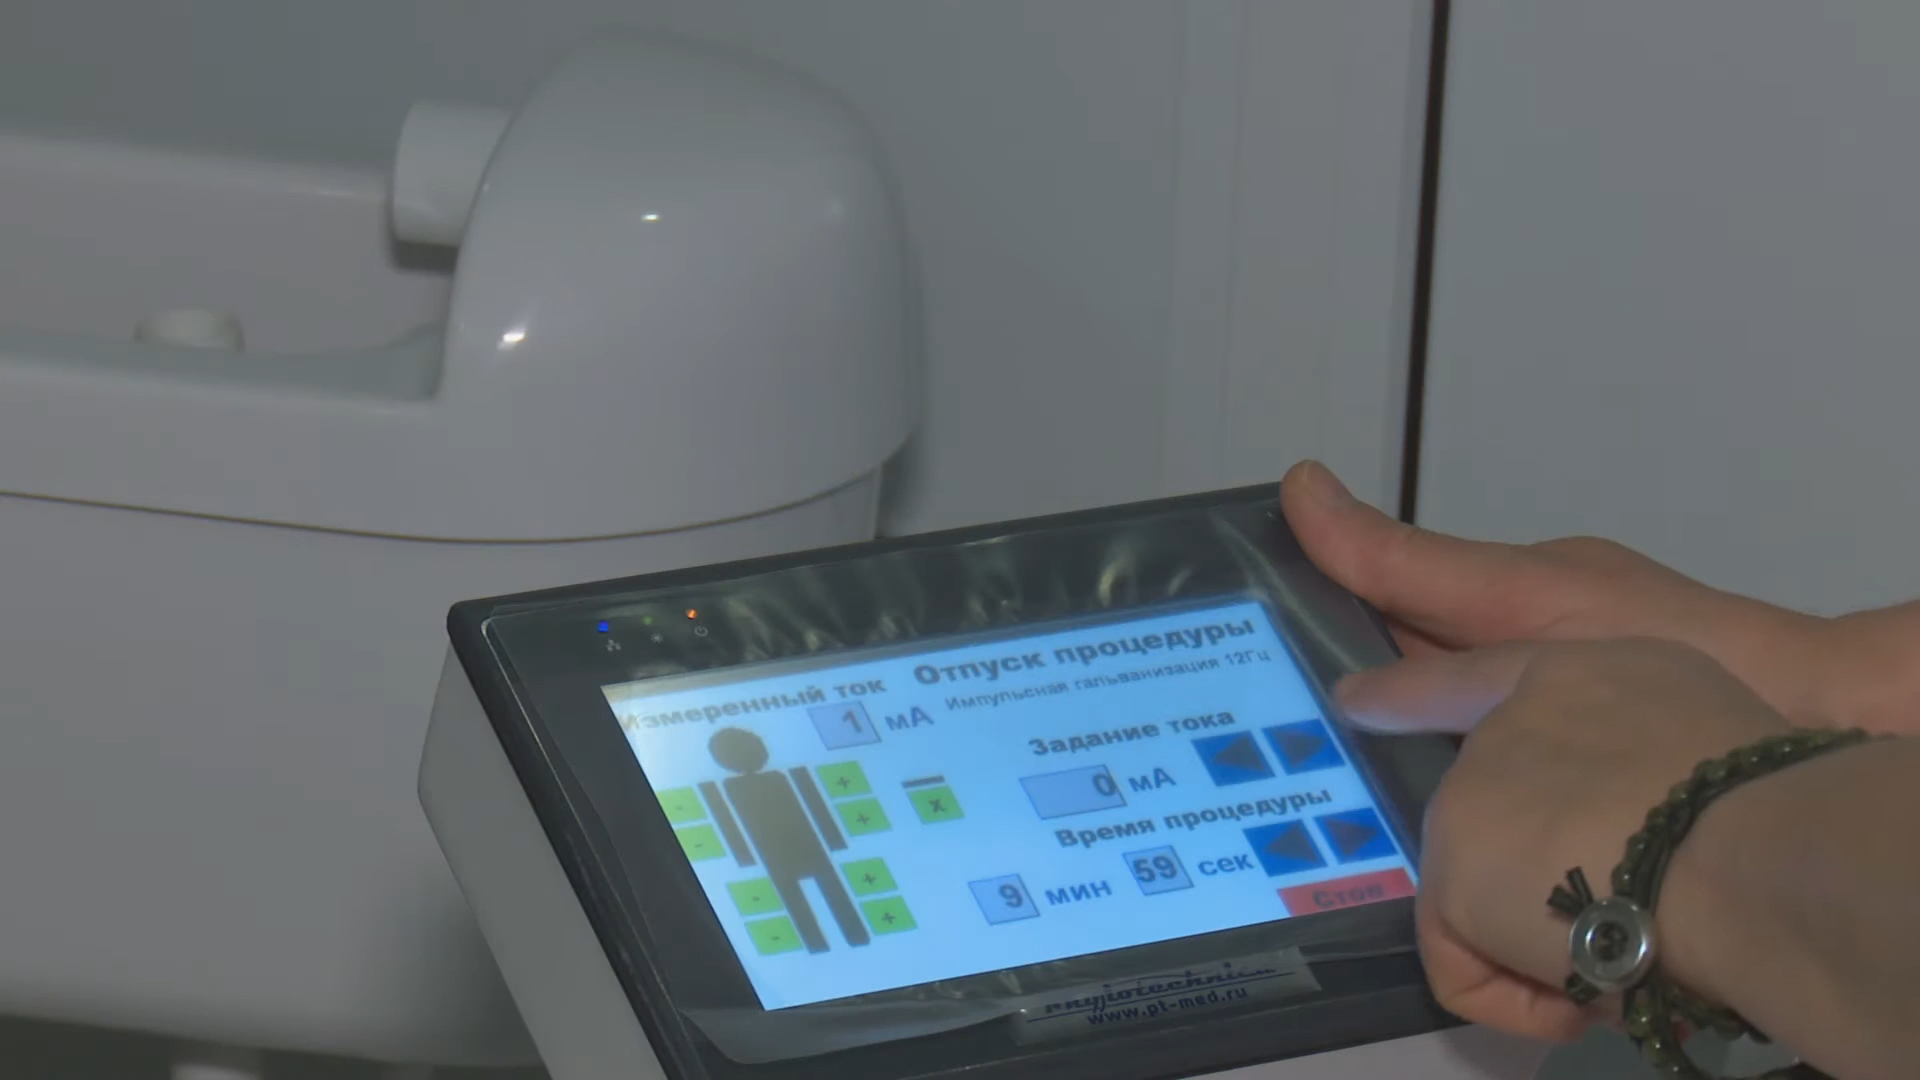 Отпуск процедуры
Импульсная гальванизация 12Гц
Измеренный ток
1 мА
Задание тока
0 мА
Время процедуры
9 мин 59 сек
Стоп
+
+
-
-
x
+
+
-
-
www.pt-med.ru